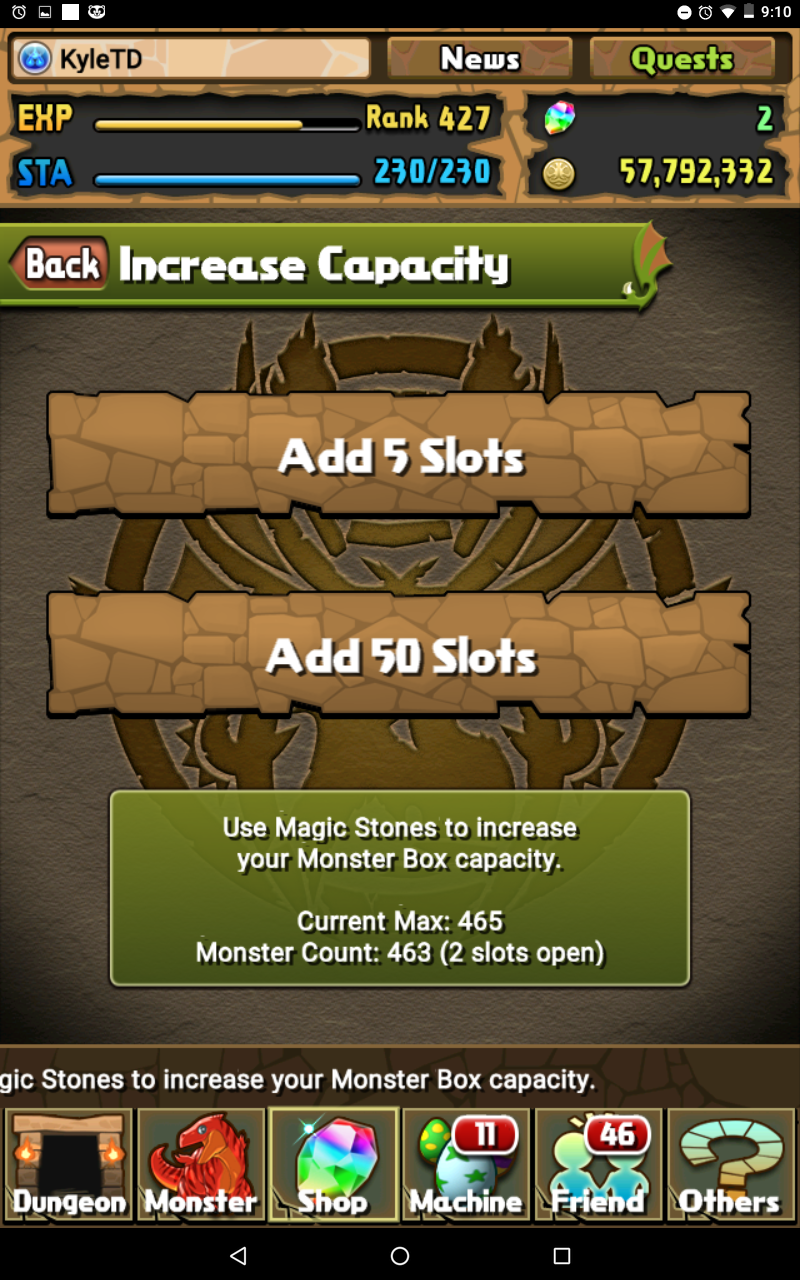 9:10
KyleTD
News
Quests
EXP
Rank 427
2
STA
230/230
57,792,332
Back
Increase Capacity
Add 5 Slots
Add 50 Slots
Use Magic Stones to increase
your Monster Box capacity.
Current Max: 465
Monster Count: 463 (2 slots open)
gic Stones to increase your Monster Box capacity.
11
46
Dungeon
Monster
Shop
Machine
Friend
Others